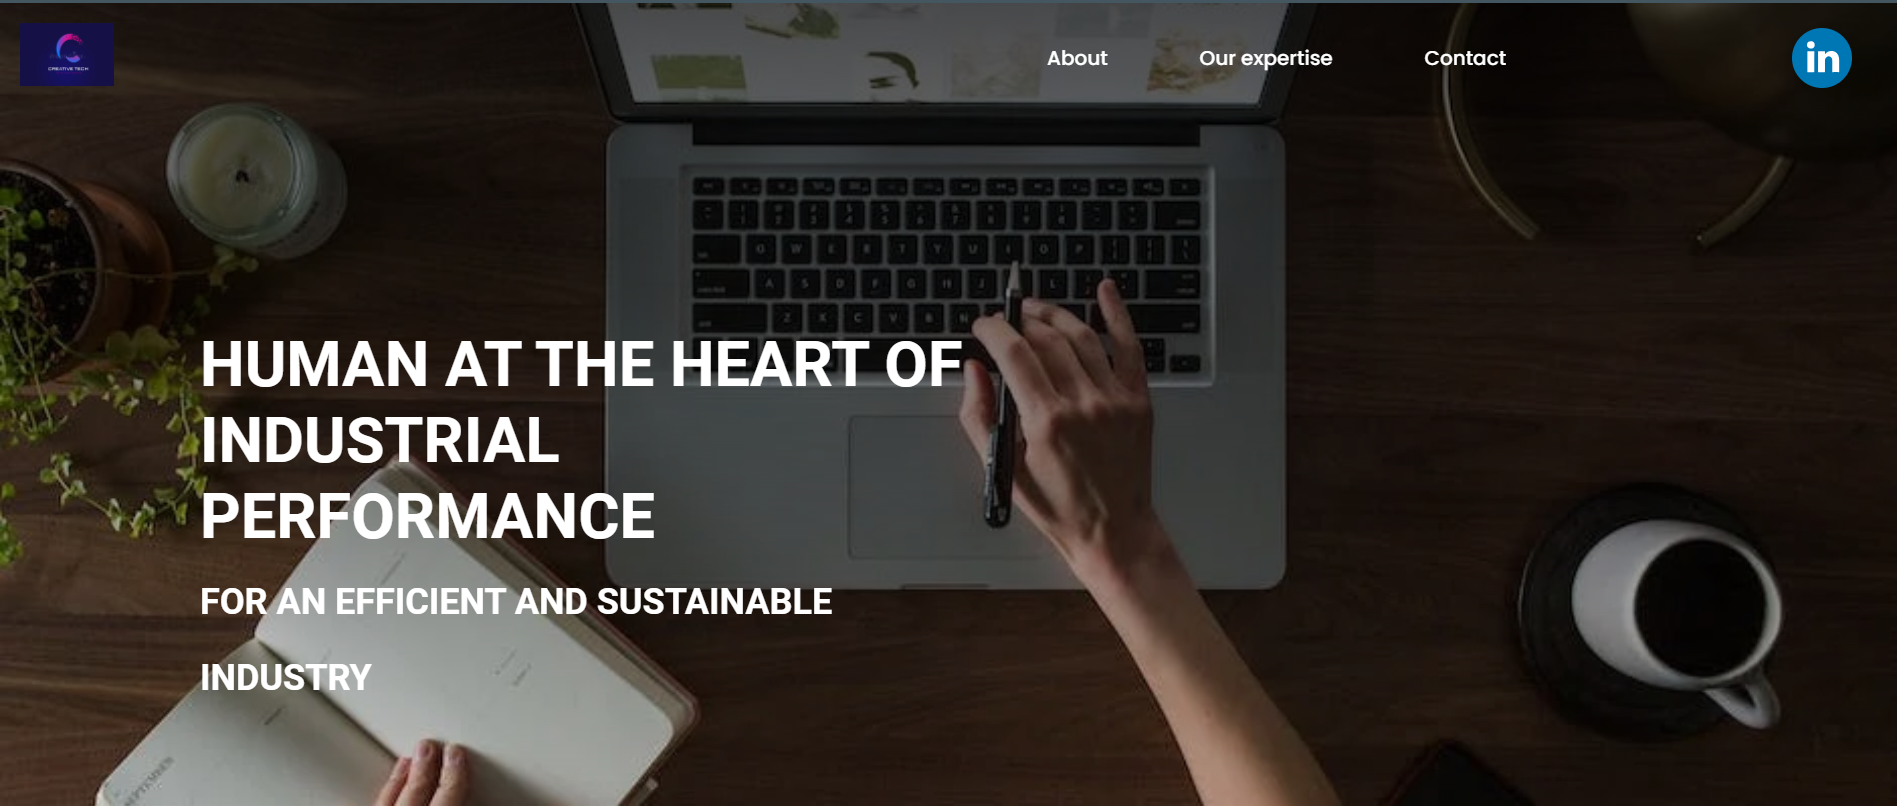 CREATIVE TECH
About
Our expertise
Contact
in
HUMAN AT THE HEART OF
INDUSTRIAL
PERFORMANCE
FOR AN EFFICIENT AND SUSTAINABLE
INDUSTRY
SEPTEMBER